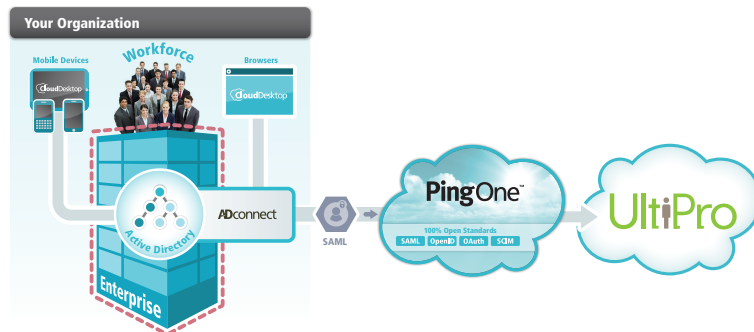 Your Organization
Mobile Devices
Workforce
Browsers
CloudDesktop
CloudDesktop
Active Directory
ADconnect
Enterprise
SAML
PingOne™
100% Open Standards
SAML OpenID OAuth SCIM
UltiPro